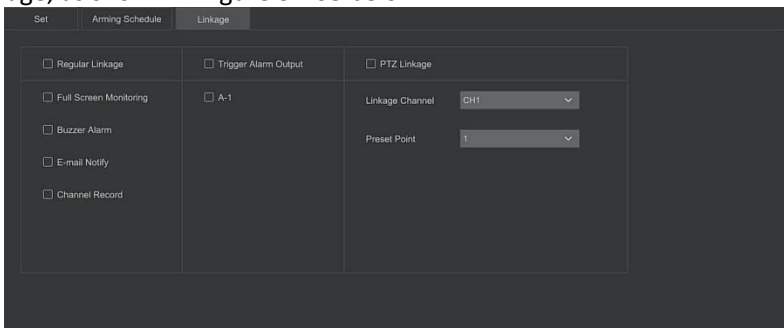 Set Arming Schedule Linkage
Regular Linkage Trigger Alarm Output PTZ Linkage
Full Screen Monitoring A-1 Linkage Channel CH1
Buzzer Alarm Preset Point 1
E-mail Notify
Channel Record